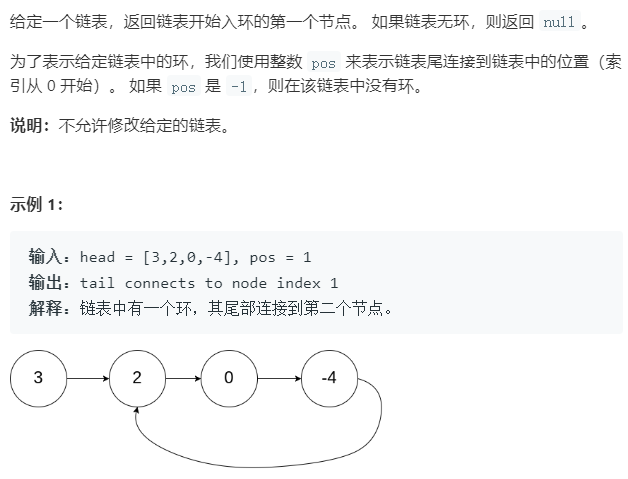 给定一个链表，返回链表开始入环的第一个节点。 如果链表无环，则返回 null 。
为了表示给定链表中的环，我们使用整数 pos 来表示链表尾连接到链表中的位置（索
引从 0 开始）。 如果 pos 是 -1 ，则在该链表中没有环。
说明：不允许修改给定的链表。
示例 1：
输入：head = [3,2,0,-4], pos = 1
输出：tail connects to node index 1
解释：链表中有一个环，其尾部连接到第二个节点。
3 2 0 -4